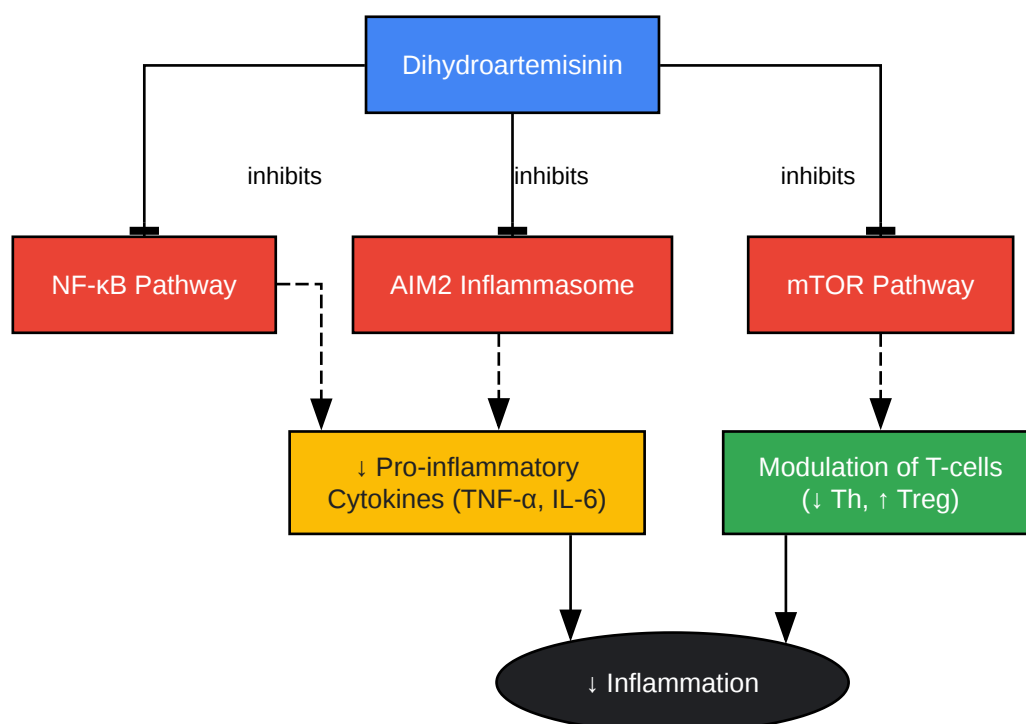 Dihydroartemisinin
inhibits
inhibits
inhibits
NF-κB Pathway
AIM2 Inflammasome
mTOR Pathway
↓ Pro-inflammatory
Cytokines (TNF-α, IL-6)
Modulation of T-cells
(↓ Th, ↑ Treg)
↓ Inflammation